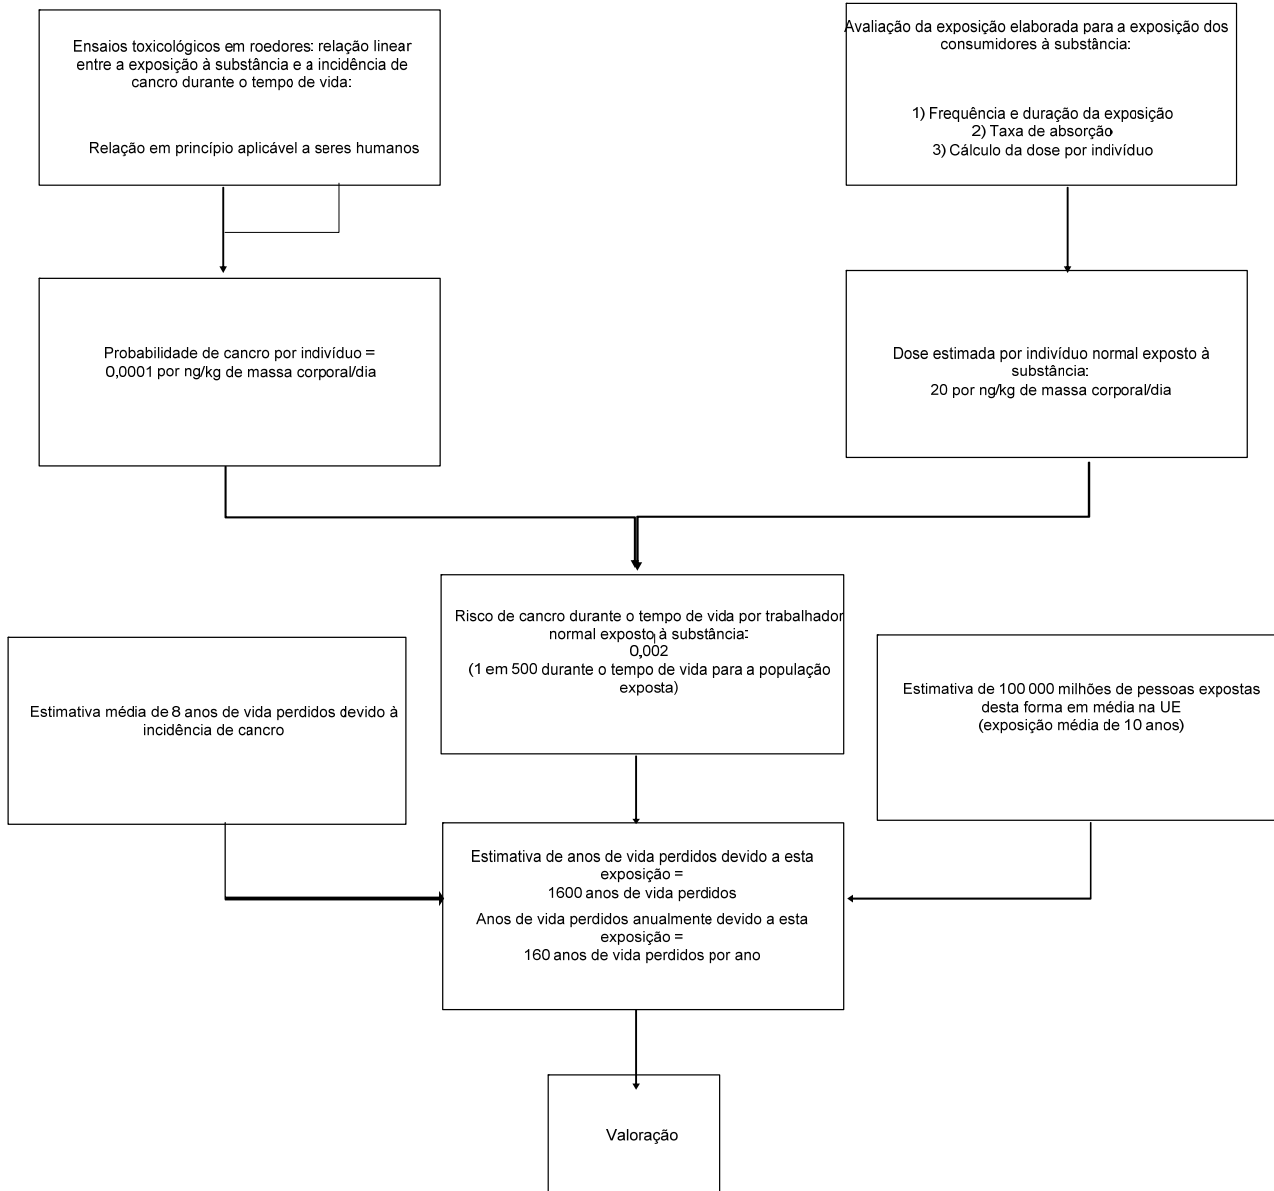 Ensaios toxicológicos em roedores: relação linear
entre a exposição à substância e a incidência de
cancro durante o tempo de vida:
Relação em princípio aplicável a seres humanos
Avaliação da exposição elaborada para a exposição dos
consumidores à substância:
1) Frequência e duração da exposição
2) Taxa de absorção
3) Cálculo da dose por indivíduo
Probabilidade de cancro por indivíduo =
0,0001 por ng/kg de massa corporal/dia
Dose estimada por indivíduo normal exposto à
substância:
20 por ng/kg de massa corporal/dia
Risco de cancro durante o tempo de vida por trabalhador
normal exposto à substância:
0,002
(1 em 500 durante o tempo de vida para a população
exposta)
Estimativa média de 8 anos de vida perdidos devido à
incidência de cancro
Estimativa de 100 000 milhões de pessoas expostas
desta forma em média na UE
(exposição média de 10 anos)
Estimativa de anos de vida perdidos devido a esta
exposição =
1600 anos de vida perdidos
Anos de vida perdidos anualmente devido a esta
exposição =
160 anos de vida perdidos por ano
Valoração